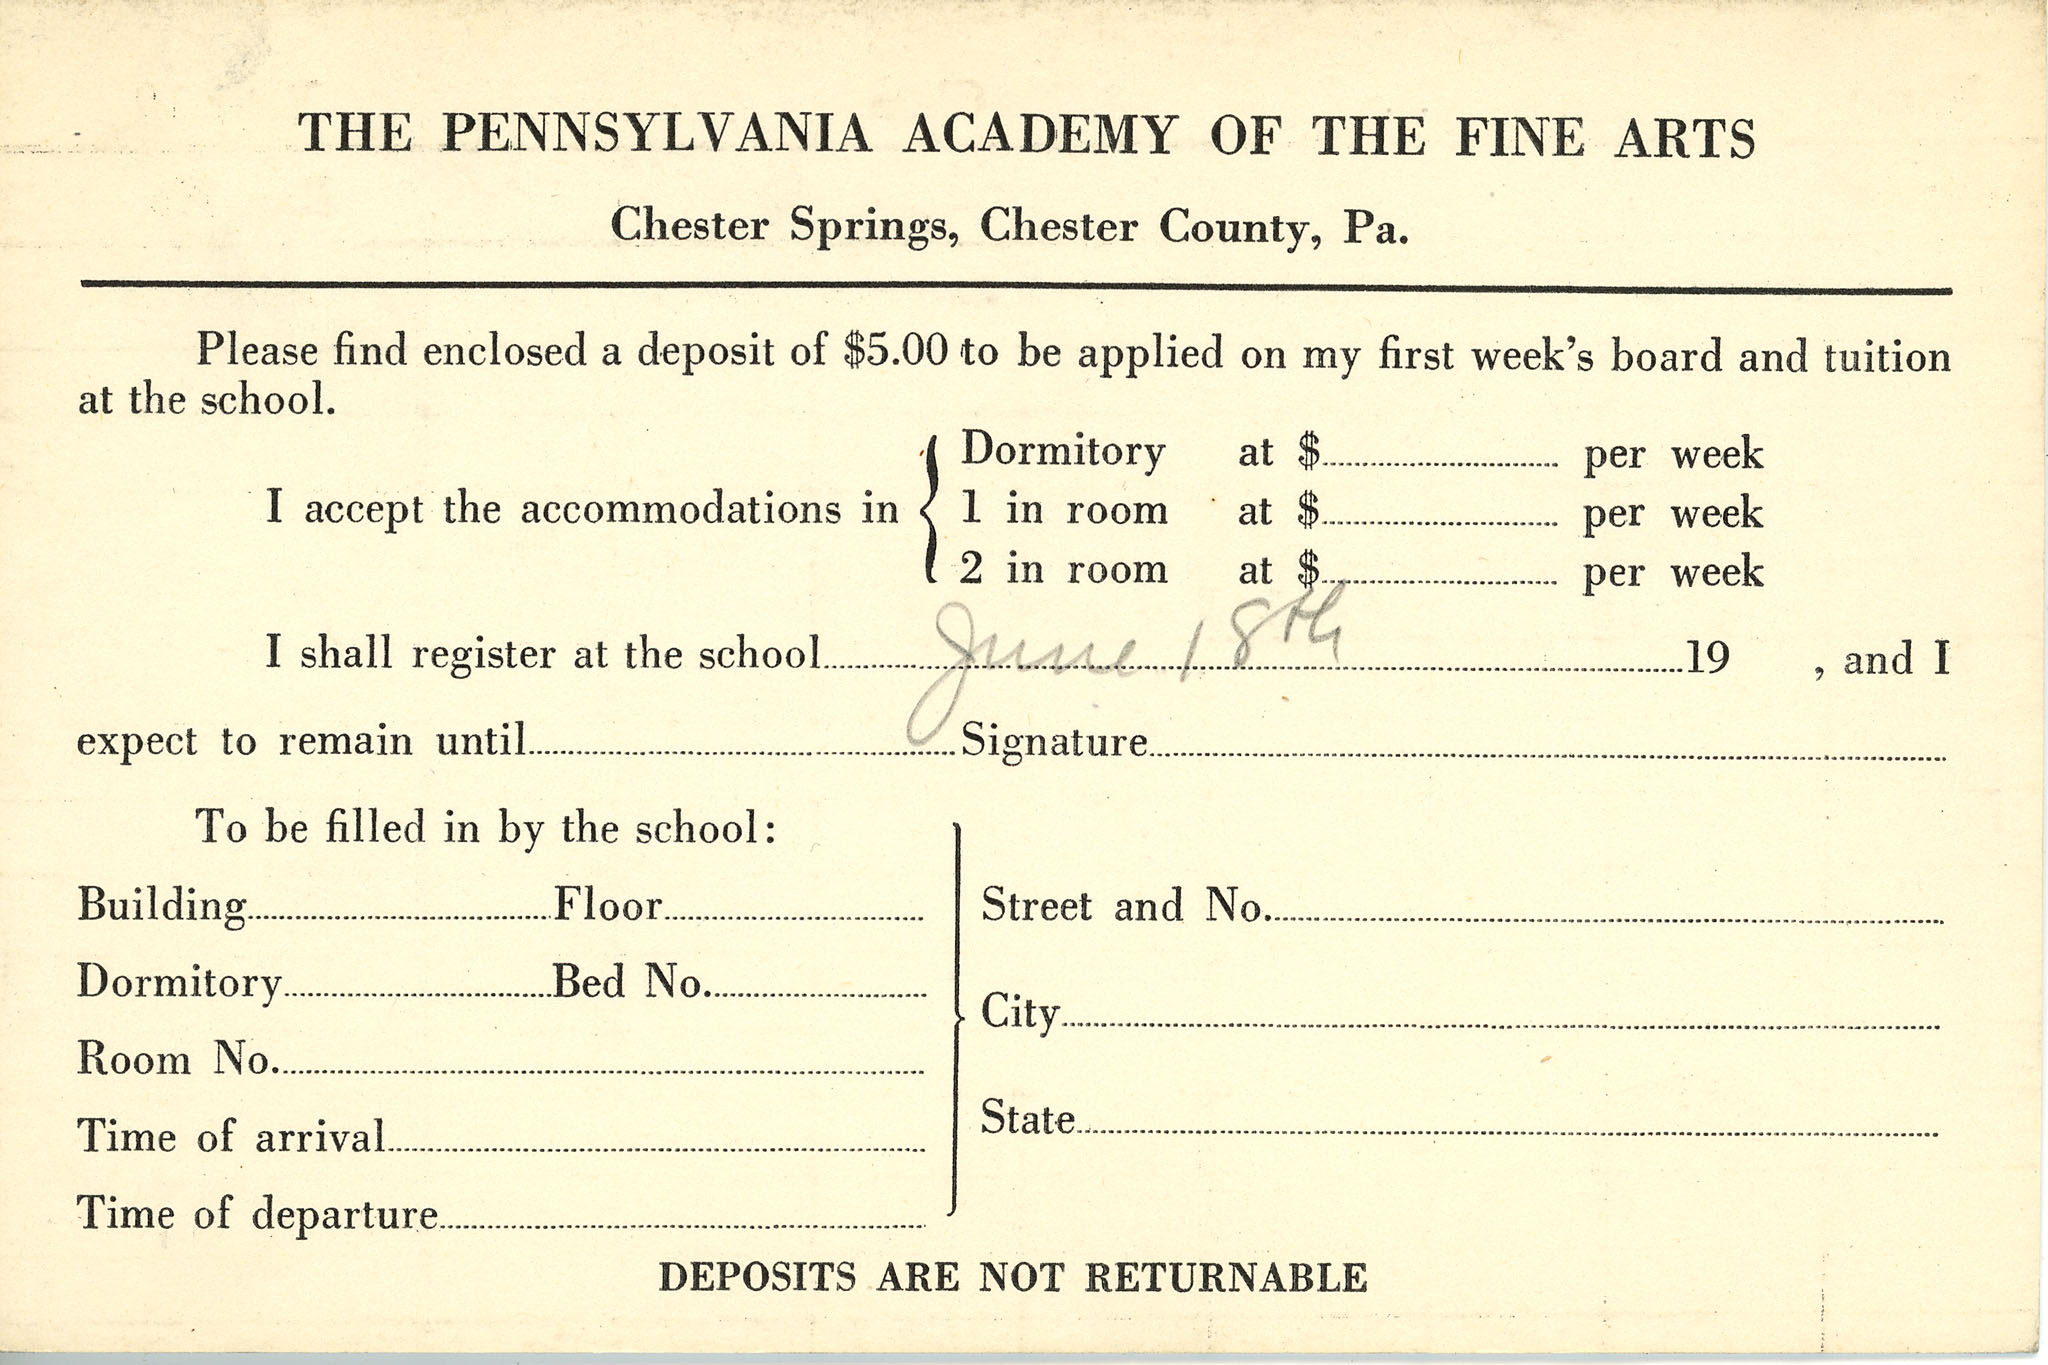 THE PENNSYLVANIA ACADEMY OF THE FINE ARTS
Chester Springs, Chester County, Pa.
Please find enclosed a deposit of $5.00 to be applied on my first week's board and tuition
at the school.
I accept the accommodations in
Dormitory at $ per week
1 in room at $ per week
2 in room at $ per week
I shall register at the school June 18th 19 , and I
expect to remain until Signature
To be filled in by the school:
Building Floor
Dormitory Bed No.
Room No.
Time of arrival
Time of departure
Street and No.
City
State
DEPOSITS ARE NOT RETURNABLE